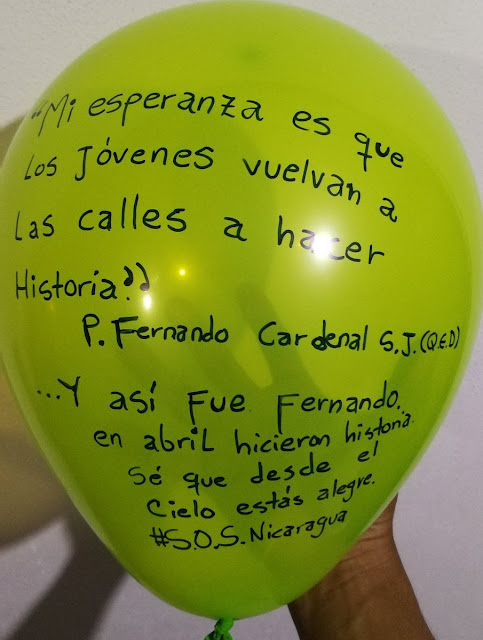 "Mi esperanza es que
los Jóvenes vuelvan a
las calles a hacer
Historia"
P. Fernando Cardenal S.J. (Q.E.D)
...Y así Fue Fernando.
en abril hicieron historia.
Sé que desde el
Cielo estás alegre.
#S.O.S. Nicaragua